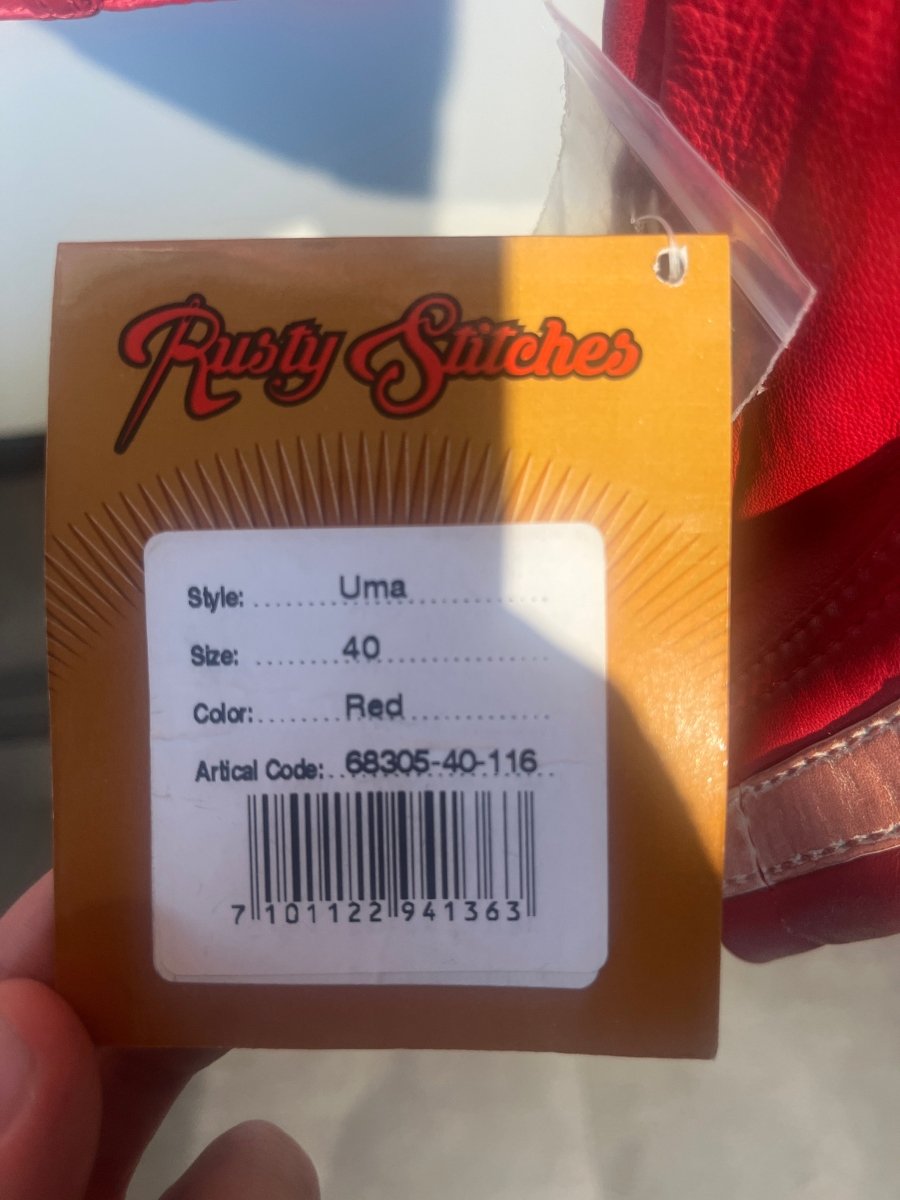 Rusty Stitches
Style: ............ Uma ............
Size: ............ 40 ............
Color: ............ Red ............
Artical Code: .. 68305-40-116 ..
7 101122 941363